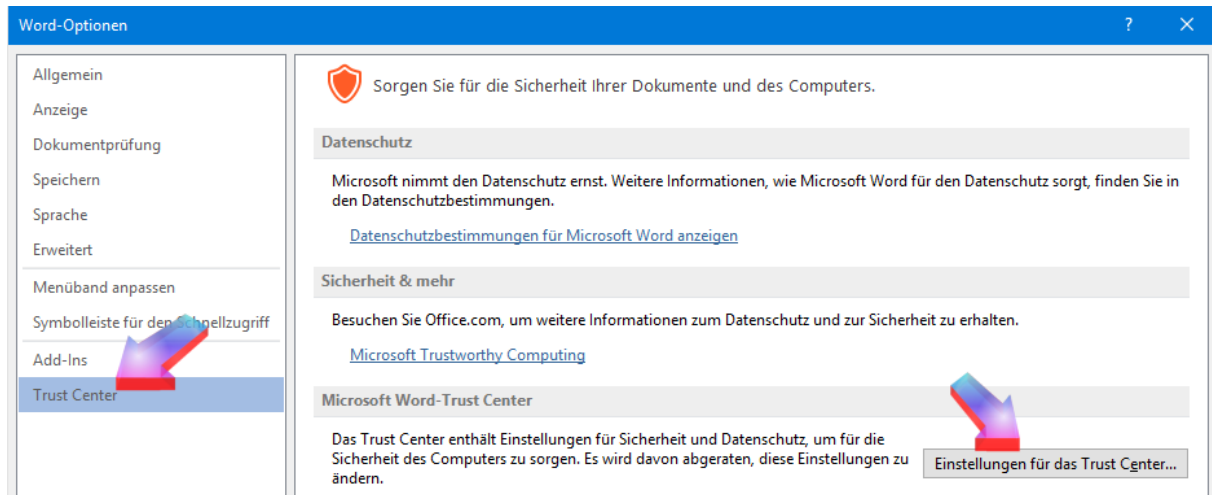 Word-Optionen
?
Allgemein
Anzeige
Dokumentprüfung
Speichern
Sprache
Erweitert
Menüband anpassen
Symbolleiste für den Schnellzugriff
Add-Ins
Trust Center
Sorgen Sie für die Sicherheit Ihrer Dokumente und des Computers.
Datenschutz
Microsoft nimmt den Datenschutz ernst. Weitere Informationen, wie Microsoft Word für den Datenschutz sorgt, finden Sie in
den Datenschutzbestimmungen.
Datenschutzbestimmungen für Microsoft Word anzeigen
Sicherheit & mehr
Besuchen Sie Office.com, um weitere Informationen zum Datenschutz und zur Sicherheit zu erhalten.
Microsoft Trustworthy Computing
Microsoft Word-Trust Center
Das Trust Center enthält Einstellungen für Sicherheit und Datenschutz, um für die
Sicherheit des Computers zu sorgen. Es wird davon abgeraten, diese Einstellungen zu
ändern.
Einstellungen für das Trust Center...